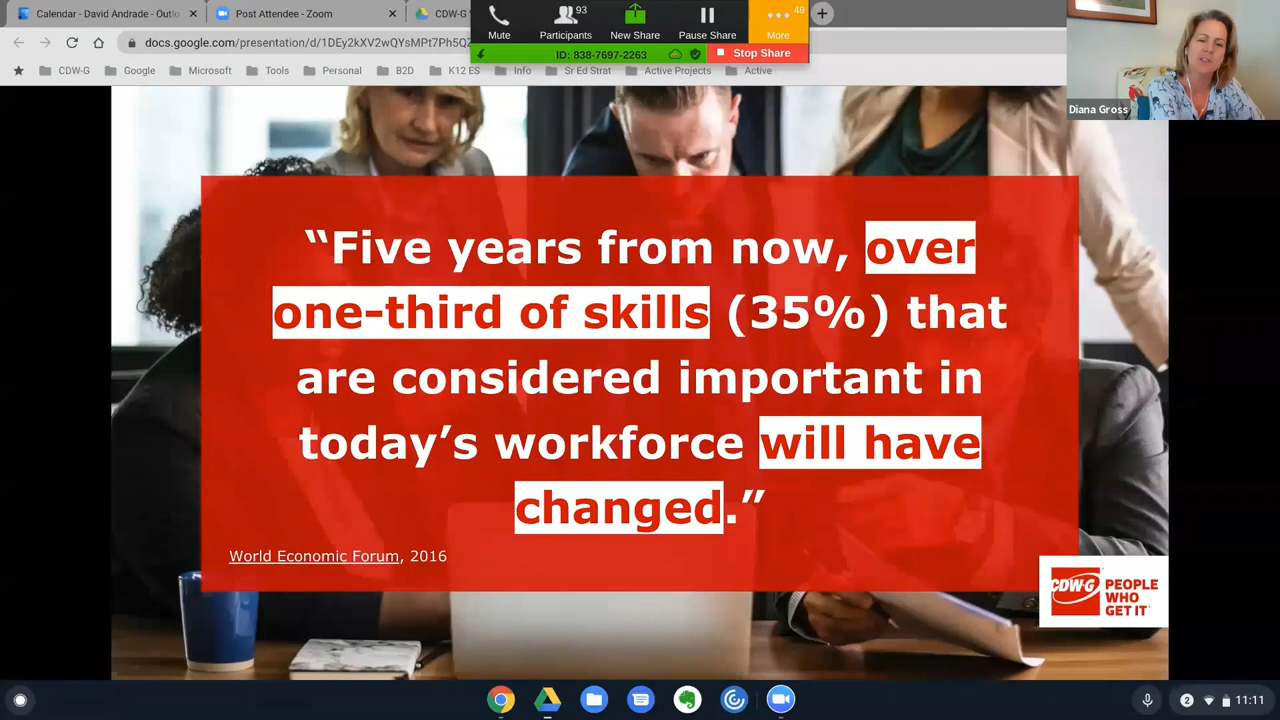 Calendar - David Andrade - Outlo
Post Attendee - Zoom
CDW-G V
93
48
Mute
Participants
New Share
Pause Share
More
ID: 838-7697-2263
Stop Share
docs.google.com/presentation/d/1DEy2kXV2wQYsMPt7Ph5QZ
CDW-G
Google
Microsoft
Tools
Personal
B2D
K12 ES
Info
Sr Ed Strat
Active Projects
Active
Diana Gross
“Five years from now, over
one-third of skills (35%) that
are considered important in
today’s workforce will have
changed.”
World Economic Forum, 2016
CDW·G
PEOPLE
WHO
GET IT
2
11:11